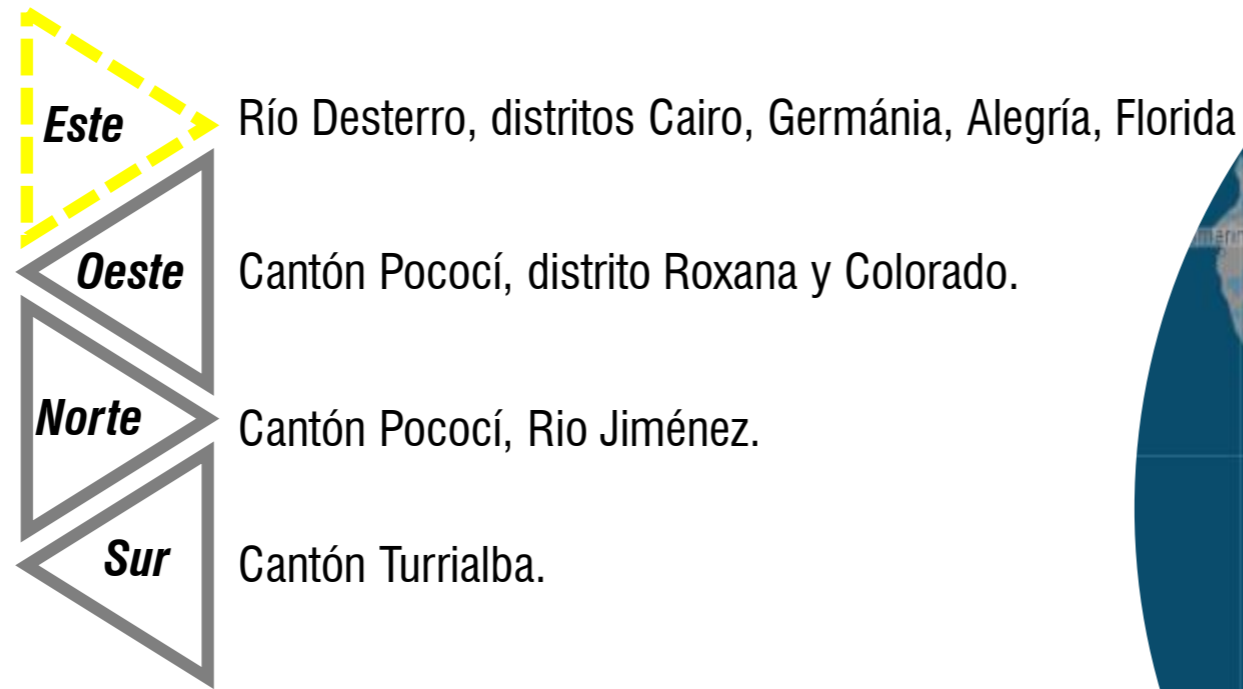 Este
Río Desterro, distritos Cairo, Germánia, Alegría, Florida
Oeste
Cantón Pococí, distrito Roxana y Colorado.
Norte
Cantón Pococí, Rio Jiménez.
Sur
Cantón Turrialba.